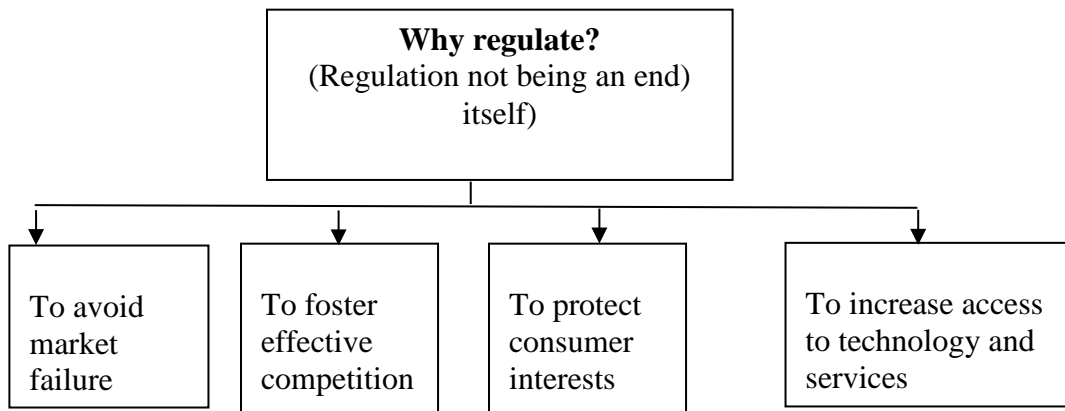 Why regulate?
(Regulation not being an end)
itself)
To avoid
market
failure
To foster
effective
competition
To protect
consumer
interests
To increase access
to technology and
services